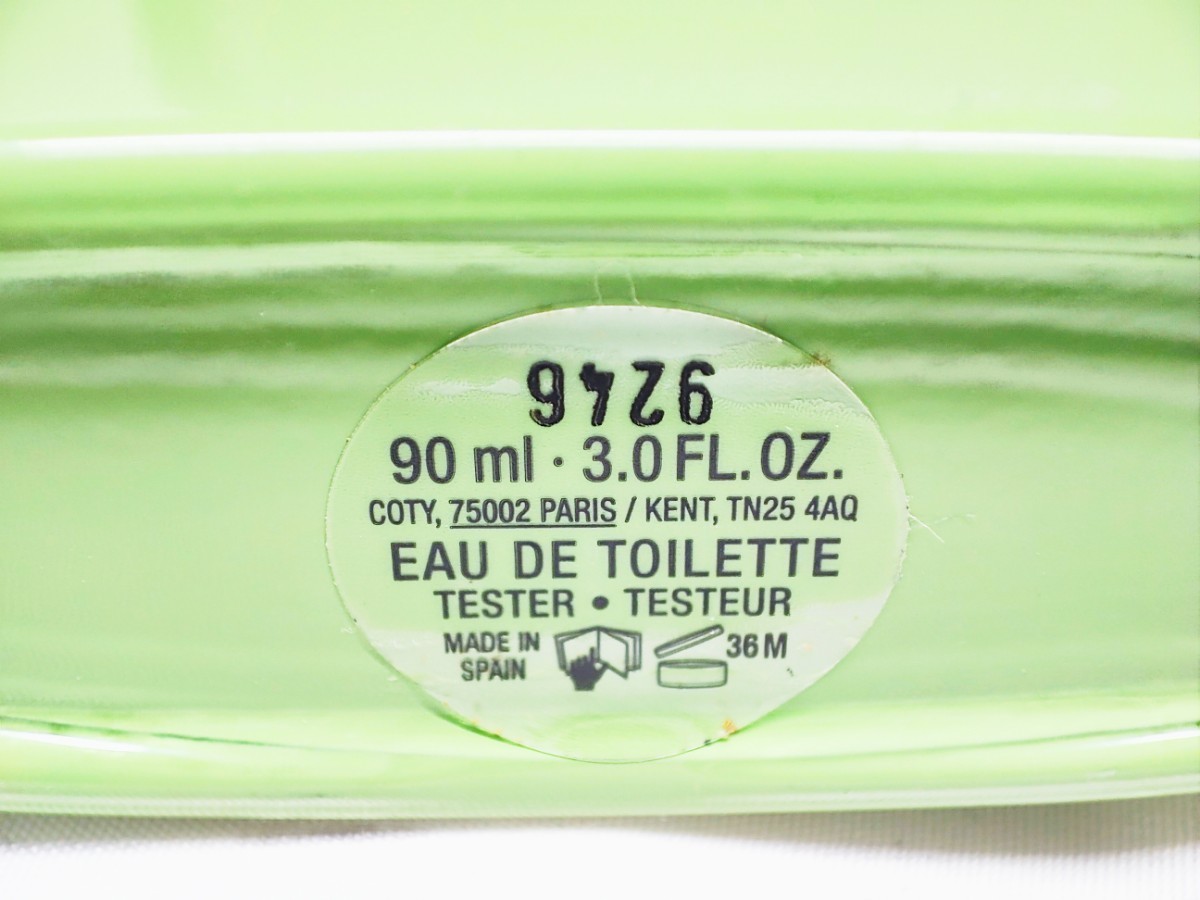 9246
90 ml · 3.0 FL. OZ.
COTY, 75002 PARIS / KENT, TN25 4AQ
EAU DE TOILETTE
TESTER • TESTEUR
MADE IN
SPAIN
36 M